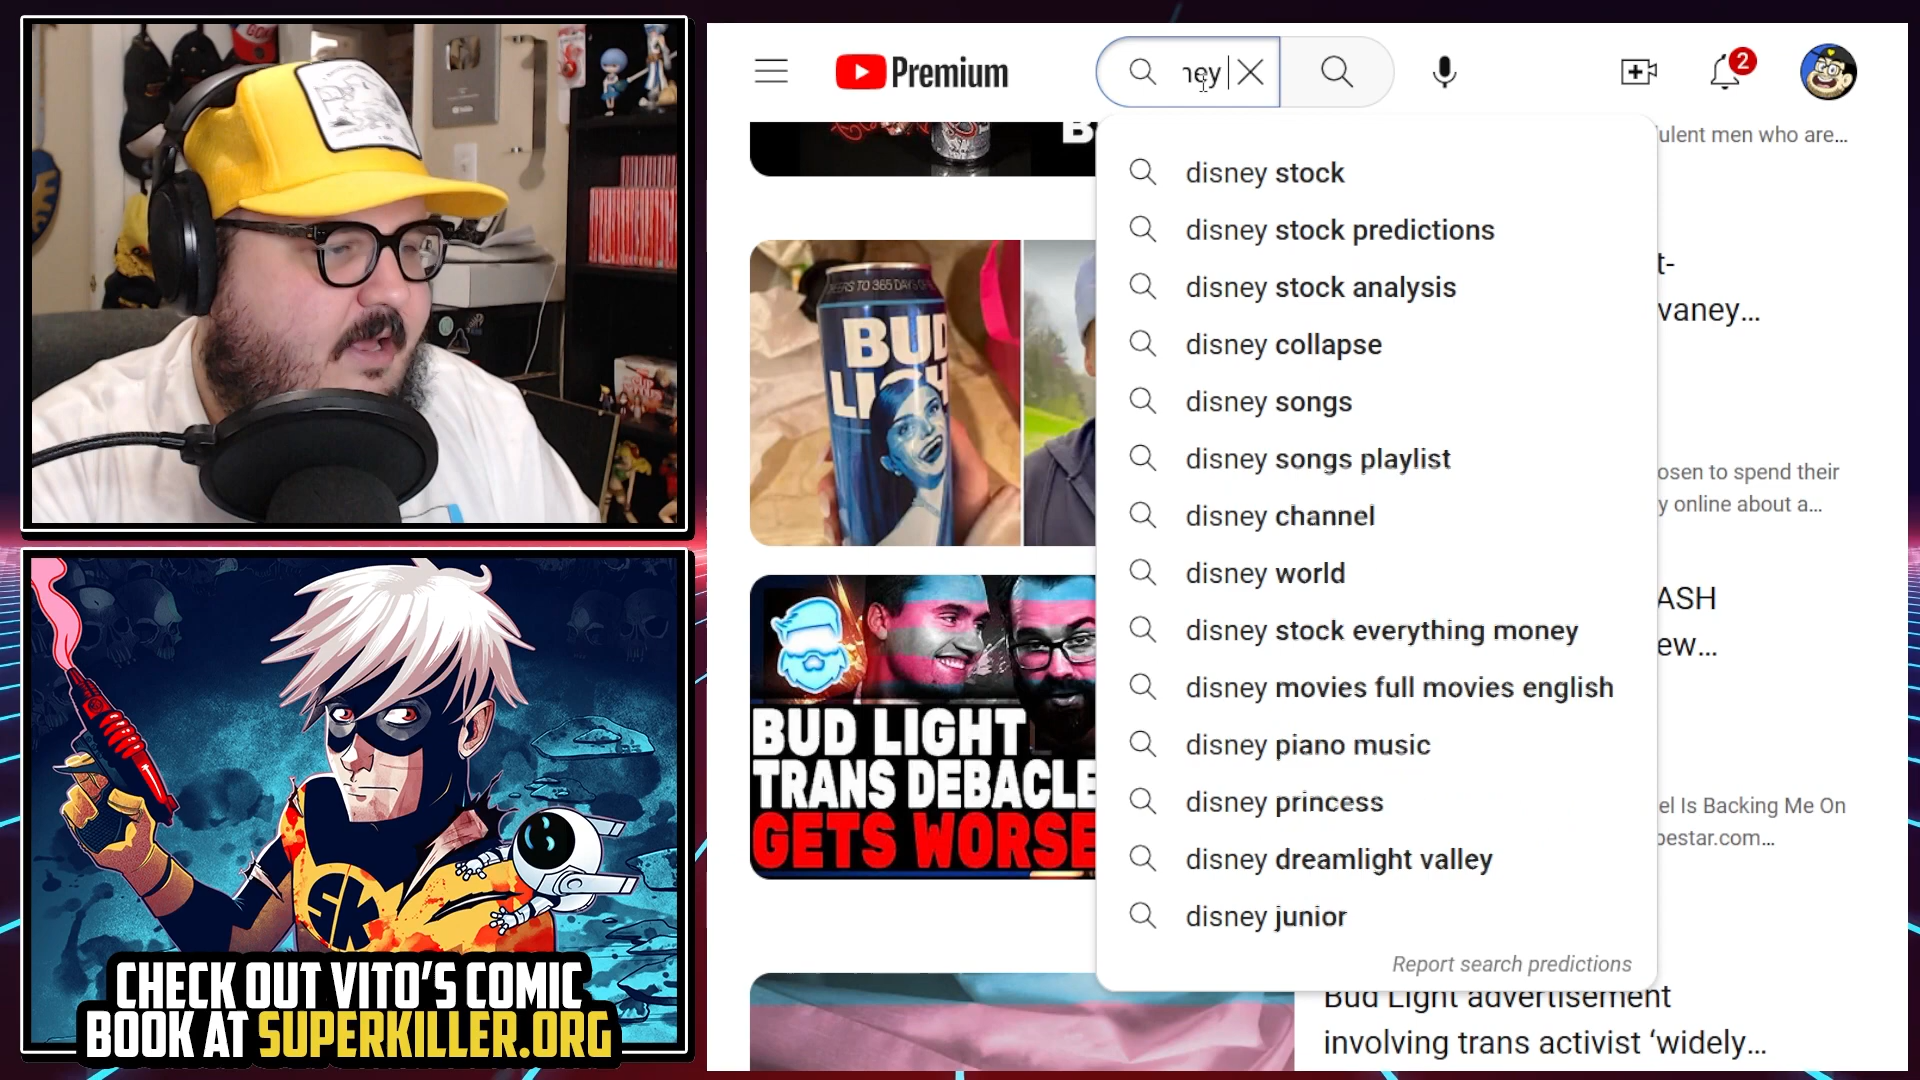 Premium
ney
2
disney stock
disney stock predictions
disney stock analysis
disney collapse
disney songs
disney songs playlist
disney channel
disney world
disney stock everything money
disney movies full movies english
disney piano music
disney princess
disney dreamlight valley
disney junior
Report search predictions
ulent men who are...
t-
vaney...
osen to spend their
y online about a...
ASH
ew...
el Is Backing Me On
bestar.com...
Bud Light advertisement
involving trans activist ‘widely...
B
BUD
LIGH
BUD LIGHT
TRANS DEBACLE
GETS WORSE
SK
CHECK OUT VITO'S COMIC
BOOK AT SUPERKILLER.ORG